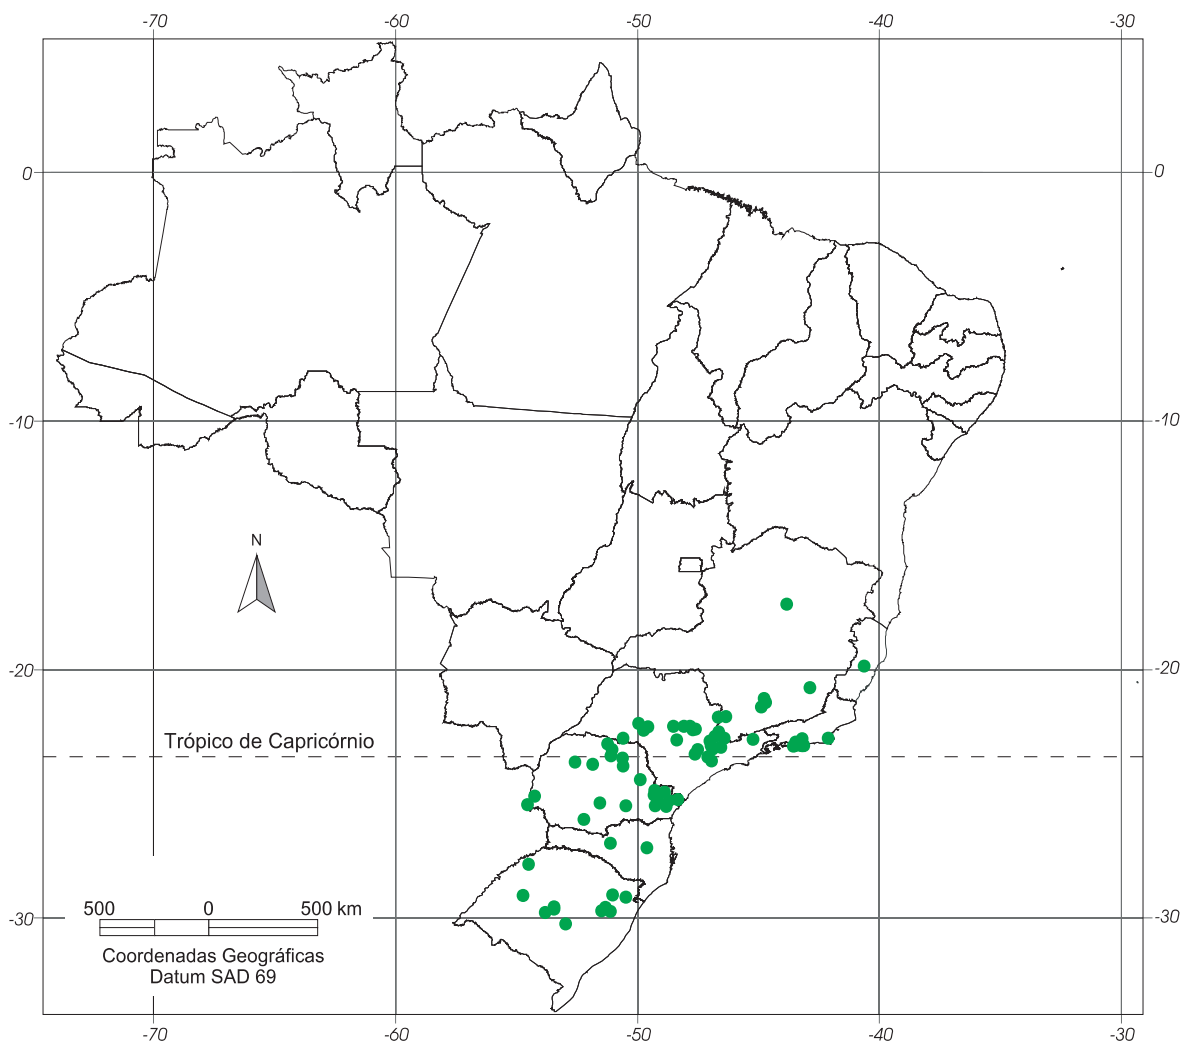 -70 -60 -50 -40 -30
0 0
-10 -10
N
-20 -20
Trópico de Capricórnio
500 0 500 km
-30 -30
Coordenadas Geográficas
Datum SAD 69
-70 -60 -50 -40 -30